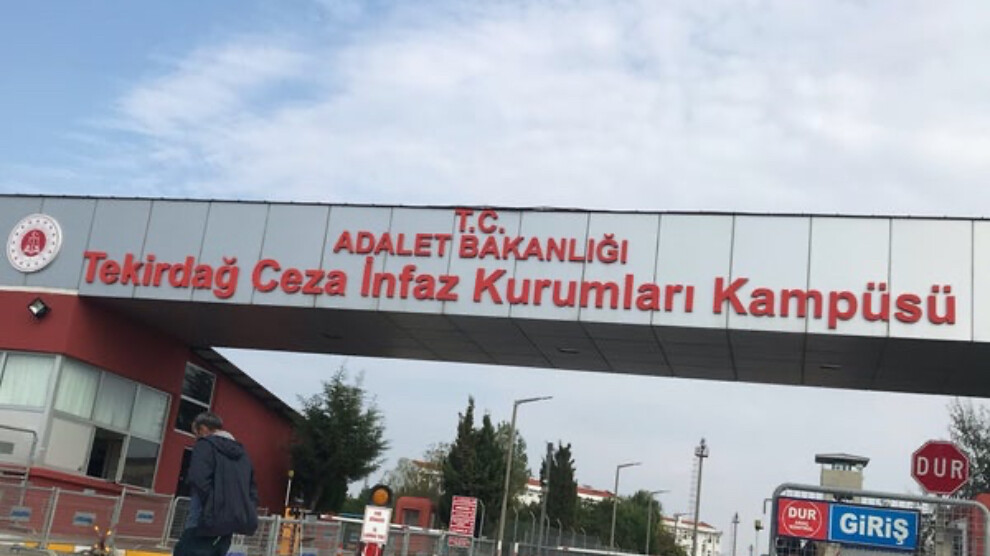 T.C.
ADALET BAKANLIĞI
Tekirdağ Ceza İnfaz Kurumları Kampüsü
DUR
DUR
GİRİŞ